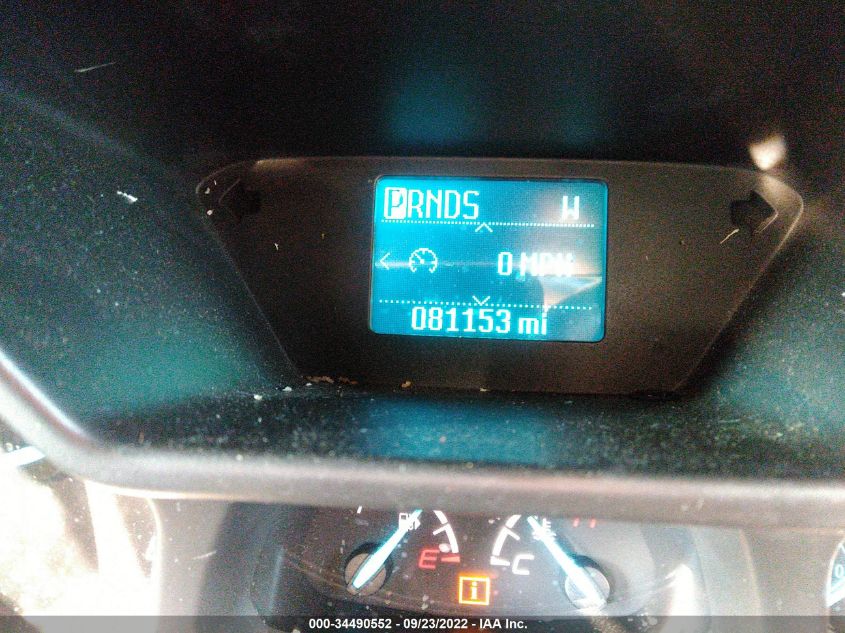 PRNDS W
0 MPH
081153 mi
E C
i
000-34490552 - 09/23/2022 - IAA Inc.